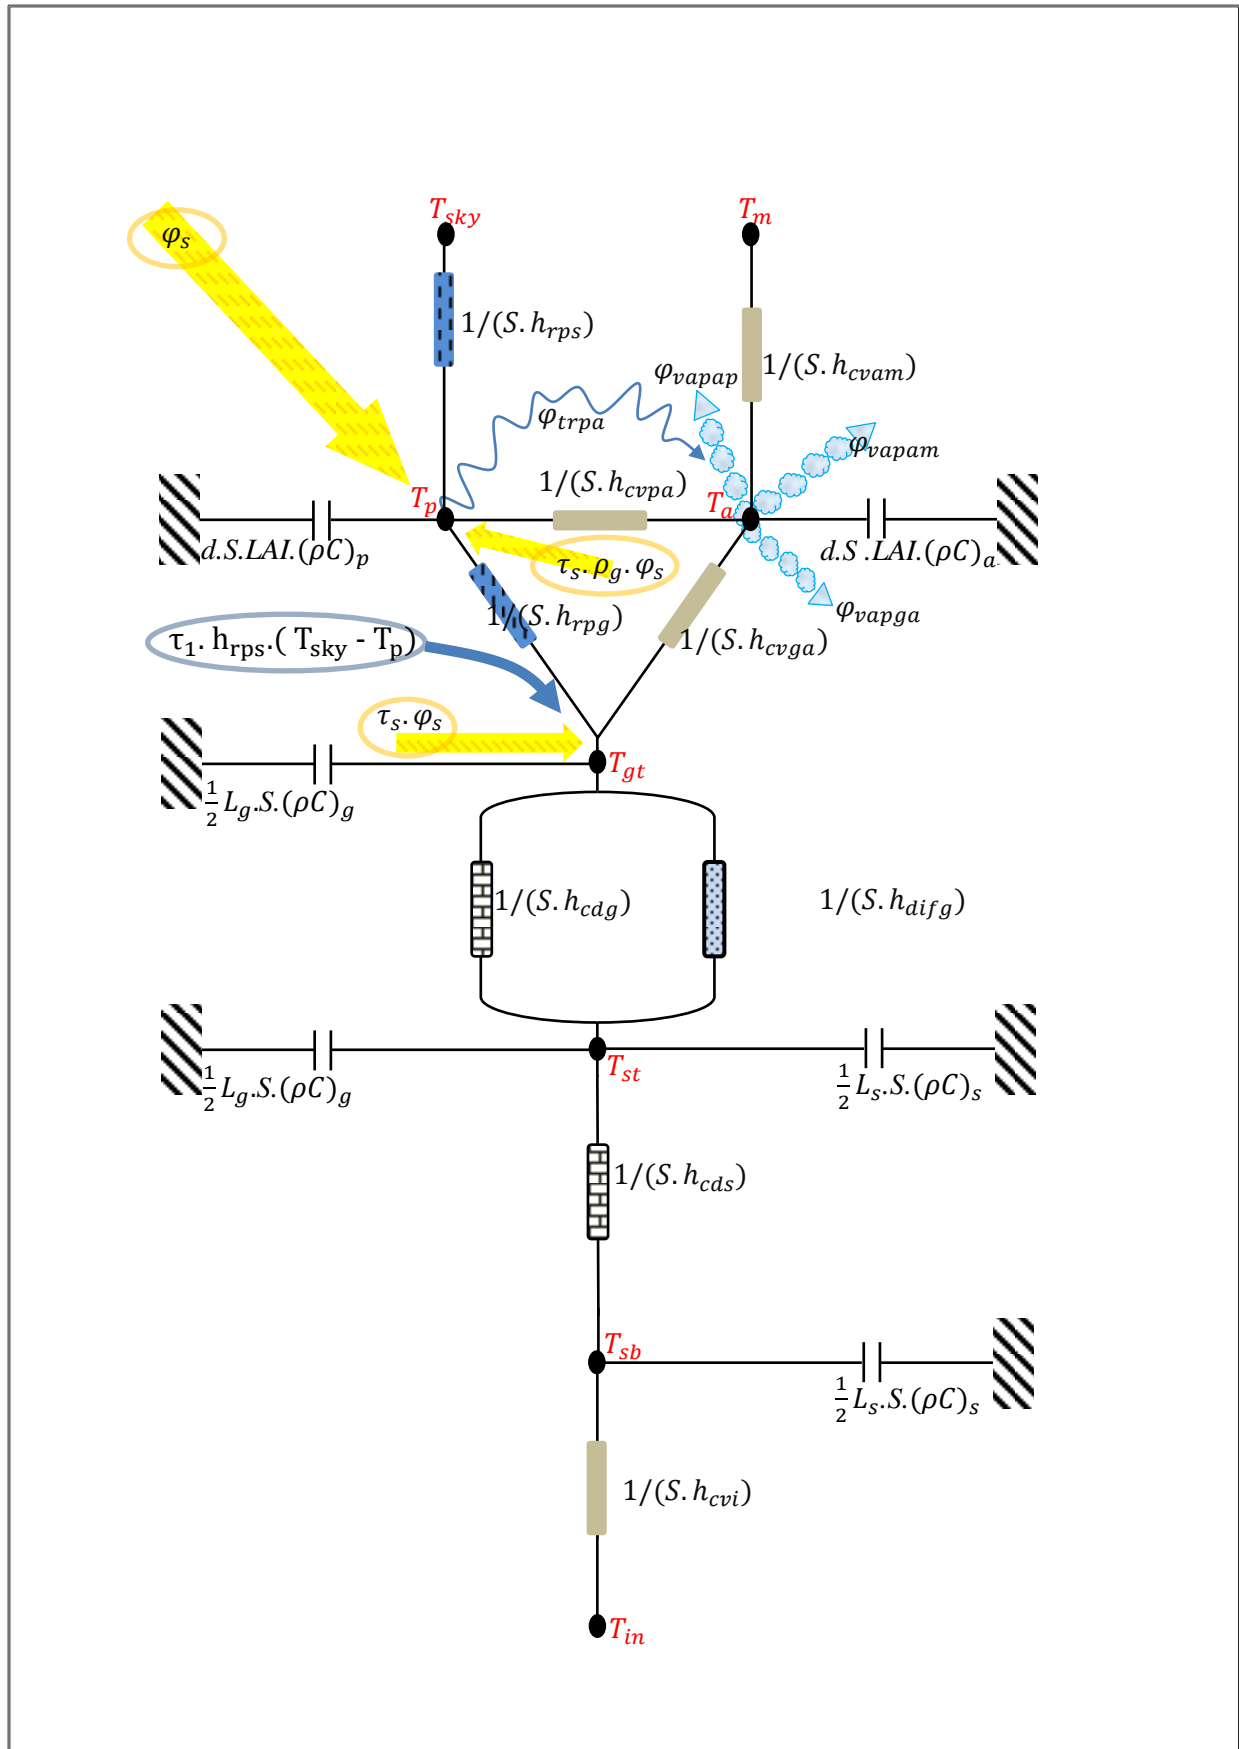 T_sky
T_m
φ_s
1/(S. h_rps)
1/(S. h_cvam)
φ_vapap
φ_trpa
φ_vapam
1/(S. h_cvpa)
T_p
T_a
d.S.LAI.(ρC)_p
d.S .LAI.(ρC)_a
τ_s. ρ_g. φ_s
1/(S. h_rpg)
φ_vapga
τ_1. h_rps.( T_sky - T_p)
1/(S. h_cvga)
τ_s. φ_s
T_gt
1/2 L_g.S.(ρC)_g
1/(S. h_cdg)
1/(S. h_difg)
T_st
1/2 L_g.S.(ρC)_g
1/2 L_s.S.(ρC)_s
1/(S. h_cds)
T_sb
1/2 L_s.S.(ρC)_s
1/(S. h_cvi)
T_in